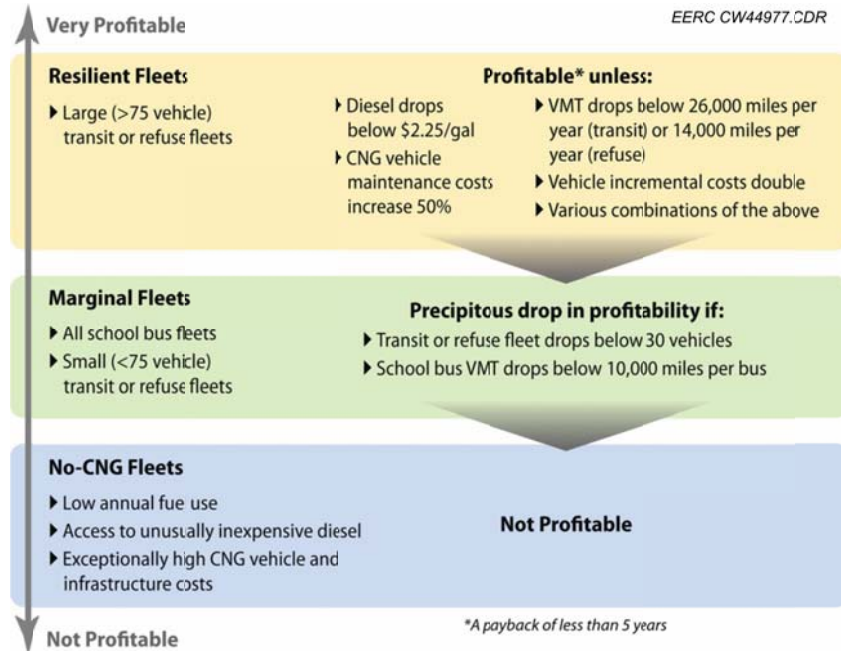 Very Profitable
EERC CW44977.CDR
Resilient Fleets
Large (>75 vehicle)
transit or refuse fleets
Profitable* unless:
Diesel drops
below $2.25/gal
CNG vehicle
maintenance costs
increase 50%
VMT drops below 26,000 miles per
year (transit) or 14,000 miles per
year (refuse)
Vehicle incremental costs double
Various combinations of the above
Marginal Fleets
All school bus fleets
Small (<75 vehicle)
transit or refuse fleets
Precipitous drop in profitability if:
Transit or refuse fleet drops below 30 vehicles
School bus VMT drops below 10,000 miles per bus
No-CNG Fleets
Low annual fue use
Access to unusually inexpensive diesel
Exceptionally high CNG vehicle and
infrastructure costs
Not Profitable
*A payback of less than 5 years
Not Profitable